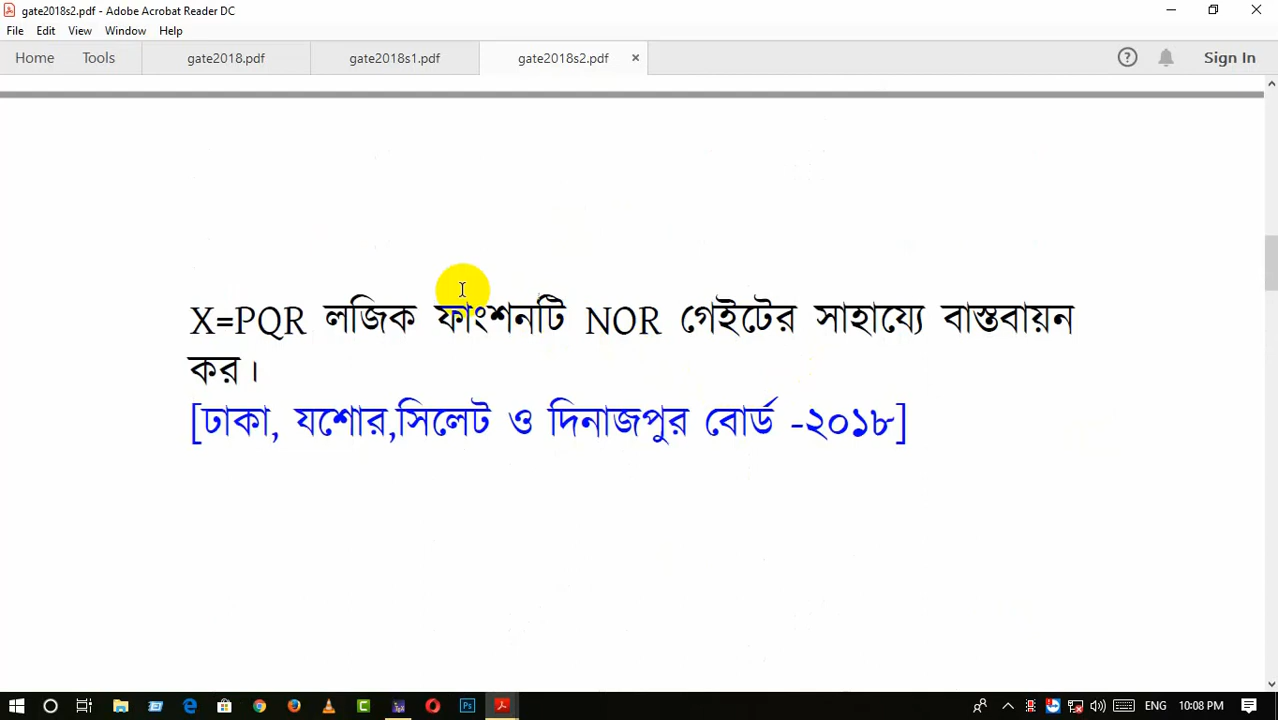 gate2018s2.pdf - Adobe Acrobat Reader DC
File Edit View Window Help
Home Tools gate2018.pdf gate2018s1.pdf gate2018s2.pdf × Sign In
X=PQR লজিক ফাংশনটি NOR গেইটের সাহায্যে বাস্তবায়ন
কর।
[ঢাকা, যশোর,সিলেট ও দিনাজপুর বোর্ড -২০১৮]
ENG 10:08 PM